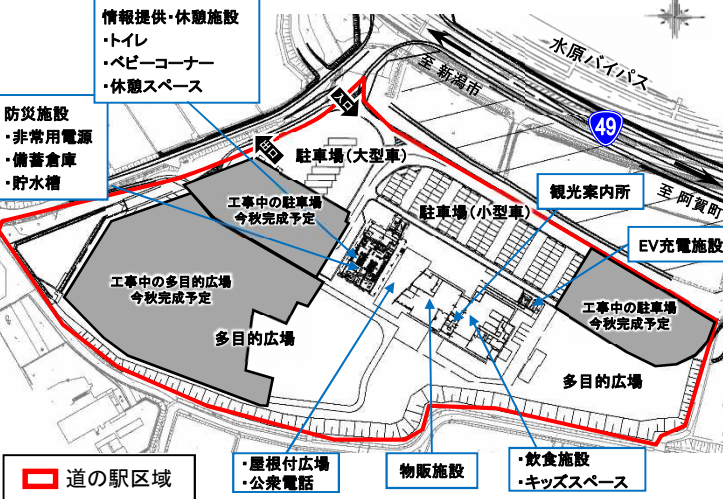 情報提供・休憩施設
・トイレ
・ベビーコーナー
・休憩スペース
防災施設
・非常用電源
・備蓄倉庫
・貯水槽
水原バイパス
至 新潟市
49
至 阿賀町
入口
出口
駐車場(大型車)
駐車場(小型車)
観光案内所
EV充電施設
工事中の駐車場
今秋完成予定
工事中の多目的広場
今秋完成予定
工事中の駐車場
今秋完成予定
多目的広場
多目的広場
・屋根付広場
・公衆電話
物販施設
・飲食施設
・キッズスペース
道の駅区域